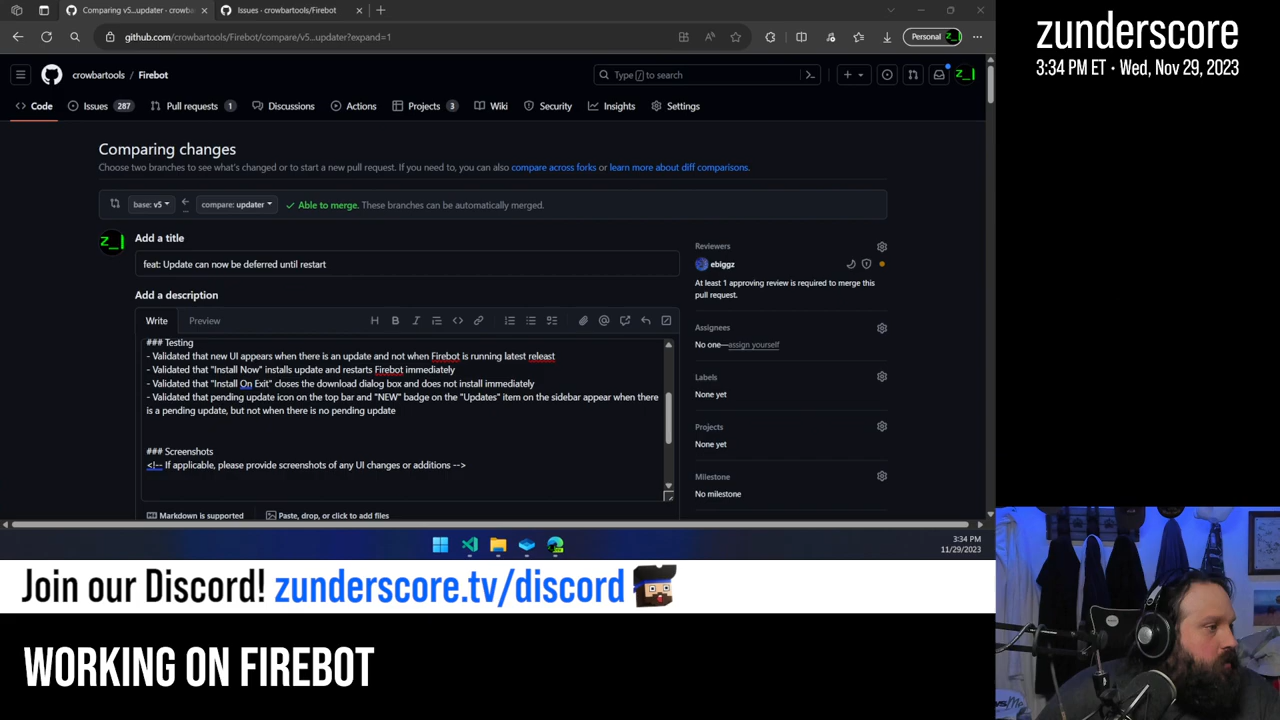 Comparing v5...updater · crowba
Issues · crowbartools/Firebot
github.com/crowbartools/Firebot/compare/v5...updater?expand=1
Personal
crowbartools / Firebot
Type / to search
Code
Issues 287
Pull requests 1
Discussions
Actions
Projects 3
Wiki
Security
Insights
Settings
Comparing changes
Choose two branches to see what's changed or to start a new pull request. If you need to, you can also compare across forks or learn more about diff comparisons.
base: v5
compare: updater
Able to merge. These branches can be automatically merged.
Add a title
feat: Update can now be deferred until restart
Add a description
Write
Preview
### Testing
- Validated that new UI appears when there is an update and not when Firebot is running latest releast
- Validated that "Install Now" installs update and restarts Firebot immediately
- Validated that "Install On Exit" closes the download dialog box and does not install immediately
- Validated that pending update icon on the top bar and "NEW" badge on the "Updates" item on the sidebar appear when there
is a pending update, but not when there is no pending update
### Screenshots
<!-- If applicable, please provide screenshots of any UI changes or additions -->
Markdown is supported
Paste, drop, or click to add files
Reviewers
ebiggz
At least 1 approving review is required to merge this
pull request.
Assignees
No one—assign yourself
Labels
None yet
Projects
None yet
Milestone
No milestone
3:34 PM
11/29/2023
zunderscore
3:34 PM ET • Wed, Nov 29, 2023
Join our Discord! zunderscore.tv/discord
WORKING ON FIREBOT